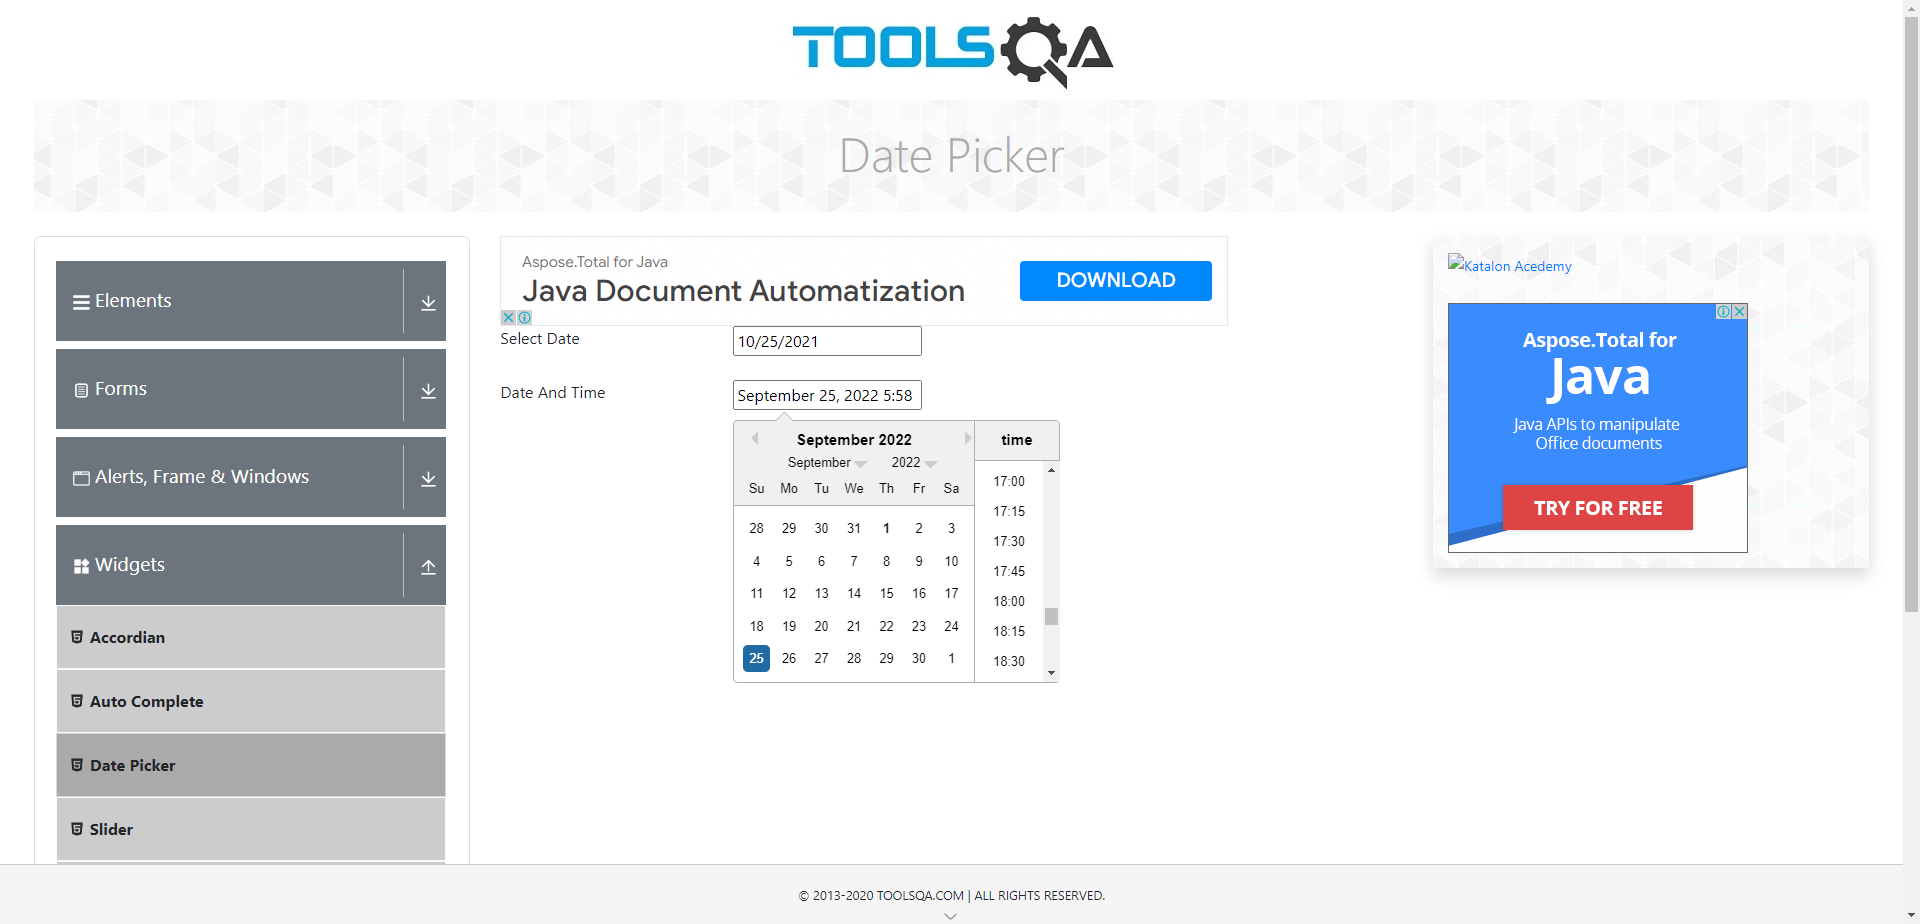 TOOLSQA
Date Picker
Elements
Forms
Alerts, Frame & Windows
Widgets
Accordian
Auto Complete
Date Picker
Slider
Aspose.Total for Java
Java Document Automatization
DOWNLOAD
Select Date
10/25/2021
Date And Time
September 25, 2022 5:58
September 2022
September 2022
Su Mo Tu We Th Fr Sa
28 29 30 31 1 2 3
4 5 6 7 8 9 10
11 12 13 14 15 16 17
18 19 20 21 22 23 24
25 26 27 28 29 30 1
time
17:00
17:15
17:30
17:45
18:00
18:15
18:30
Katalon Acedemy
Aspose.Total for
Java
Java APIs to manipulate
Office documents
TRY FOR FREE
© 2013-2020 TOOLSQA.COM | ALL RIGHTS RESERVED.